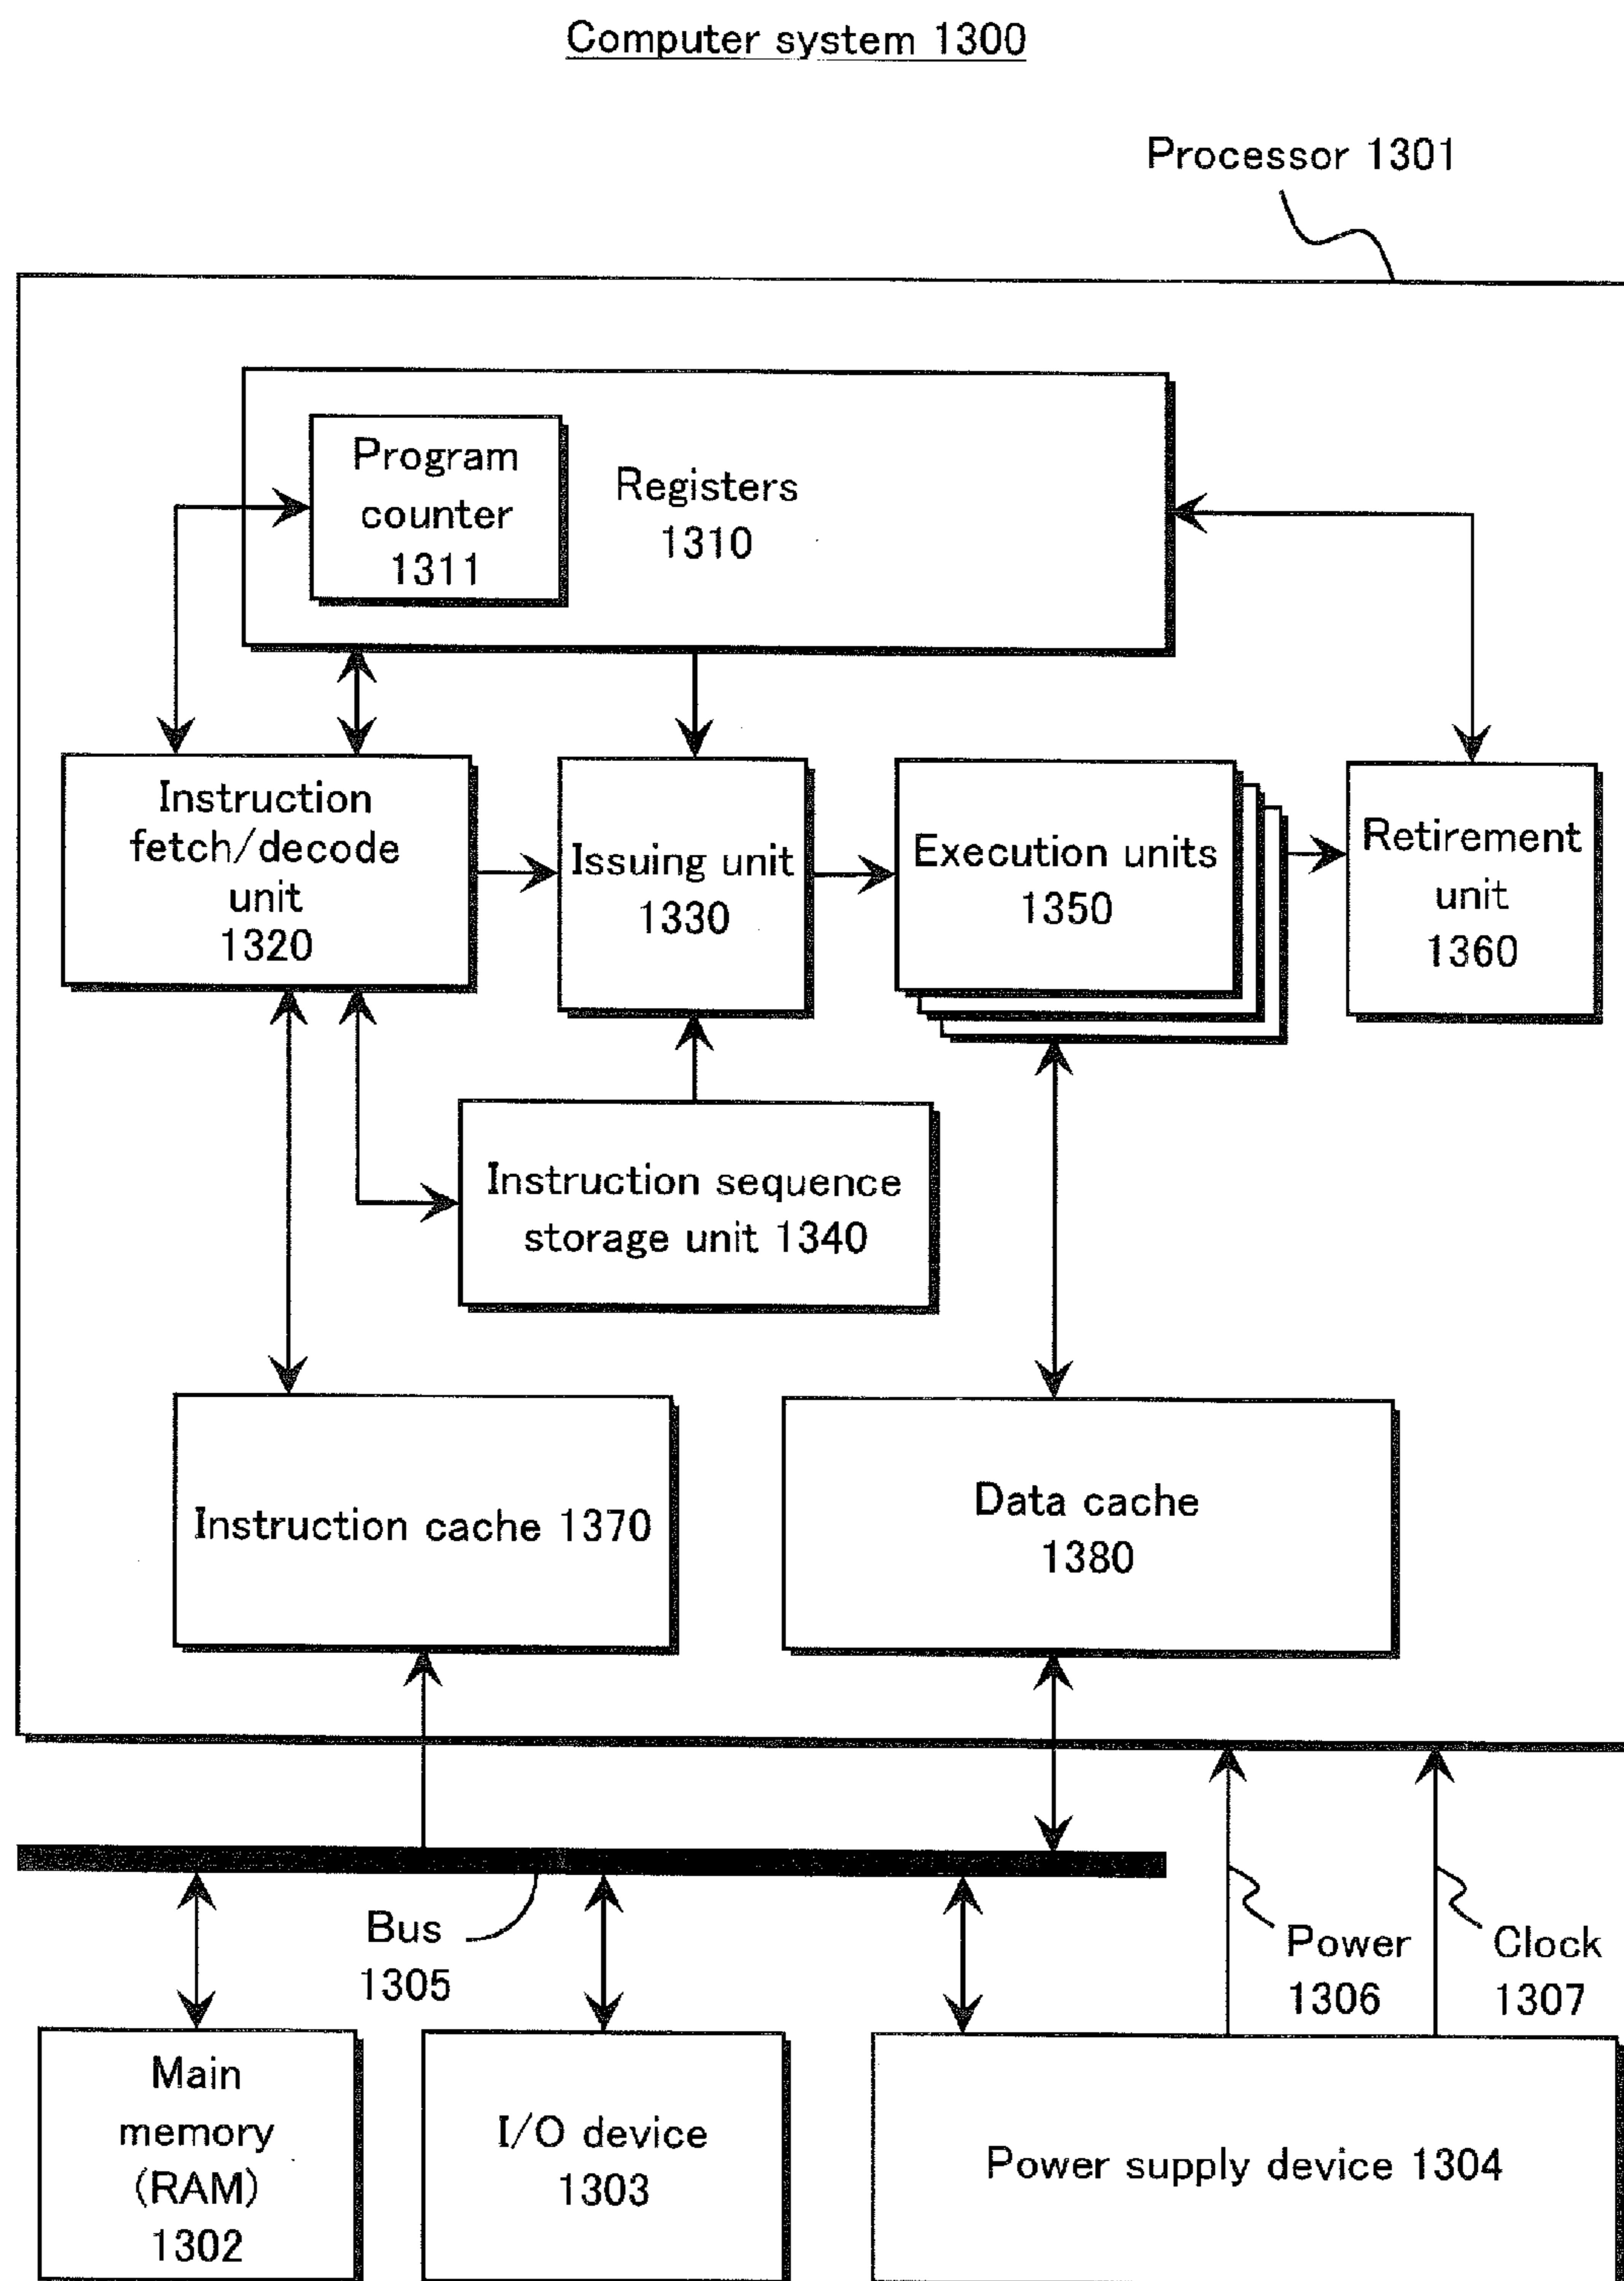 Computer system 1300
Processor 1301
Program
counter
1311
Registers
1310
Instruction
fetch/decode
unit
1320
Issuing unit
1330
Execution units
1350
Retirement
unit
1360
Instruction sequence
storage unit 1340
Instruction cache 1370
Data cache
1380
Bus
1305
Power
1306
Clock
1307
Main
memory
(RAM)
1302
I/O device
1303
Power supply device 1304